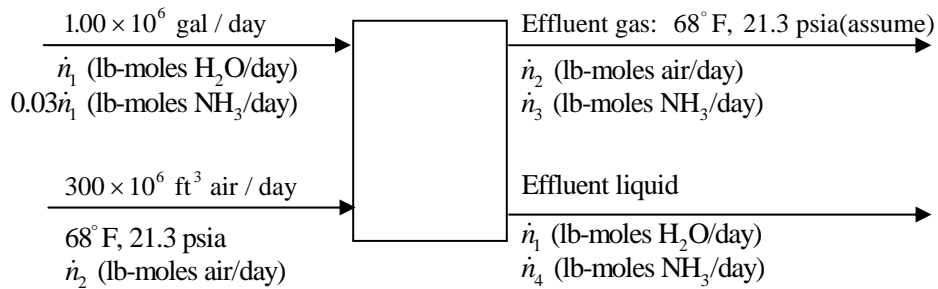 1.00 × 10⁶ gal / day
ṅ₁ (lb-moles H₂O/day)
0.03ṅ₁ (lb-moles NH₃/day)
300 × 10⁶ ft³ air / day
68°F, 21.3 psia
ṅ₂ (lb-moles air/day)
Effluent gas: 68°F, 21.3 psia(assume)
ṅ₂ (lb-moles air/day)
ṅ₃ (lb-moles NH₃/day)
Effluent liquid
ṅ₁ (lb-moles H₂O/day)
ṅ₄ (lb-moles NH₃/day)